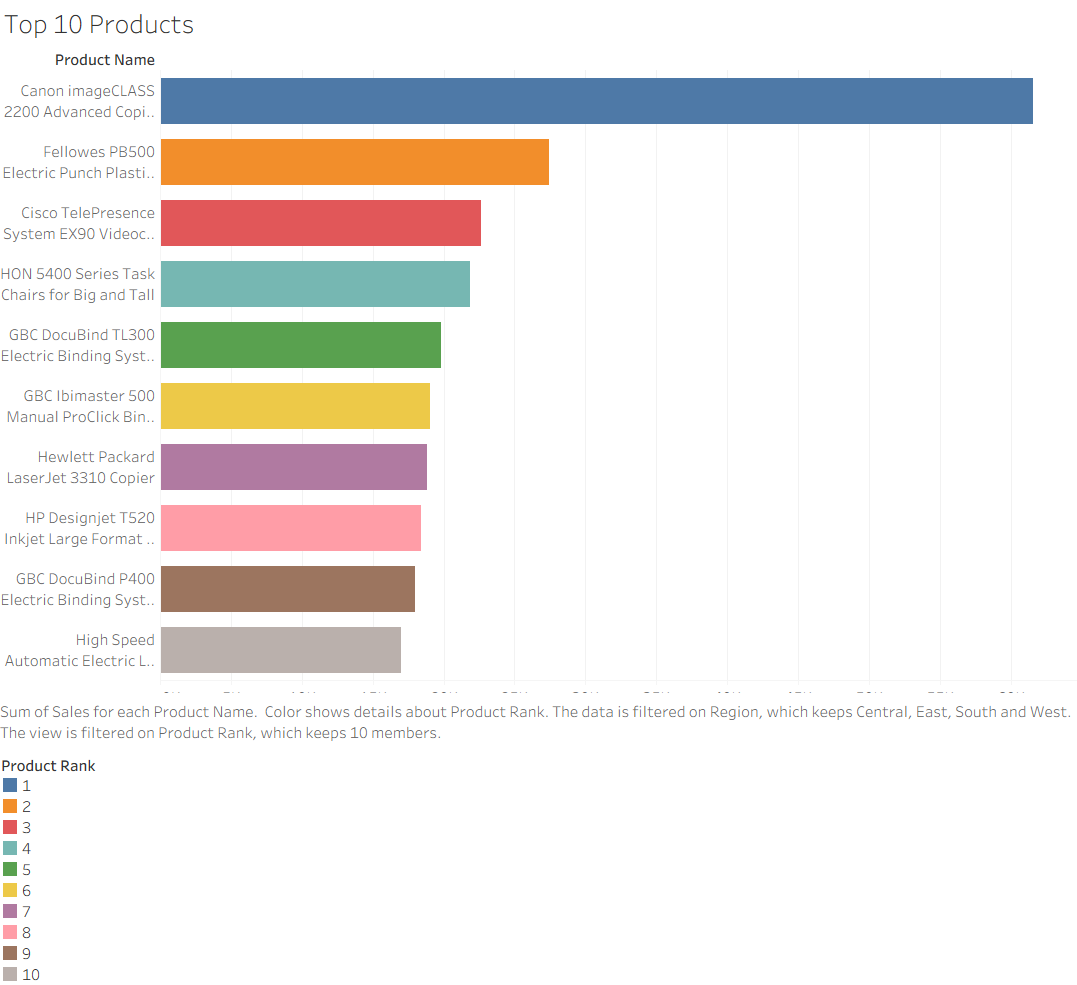 Top 10 Products
Product Name
Canon imageCLASS
2200 Advanced Copi..
Fellowes PB500
Electric Punch Plasti..
Cisco TelePresence
System EX90 Videoc..
HON 5400 Series Task
Chairs for Big and Tall
GBC DocuBind TL300
Electric Binding Syst..
GBC Ibimaster 500
Manual ProClick Bin..
Hewlett Packard
LaserJet 3310 Copier
HP Designjet T520
Inkjet Large Format ..
GBC DocuBind P400
Electric Binding Syst..
High Speed
Automatic Electric L..
Sum of Sales for each Product Name.  Color shows details about Product Rank. The data is filtered on Region, which keeps Central, East, South and West.
The view is filtered on Product Rank, which keeps 10 members.
Product Rank
1
2
3
4
5
6
7
8
9
10